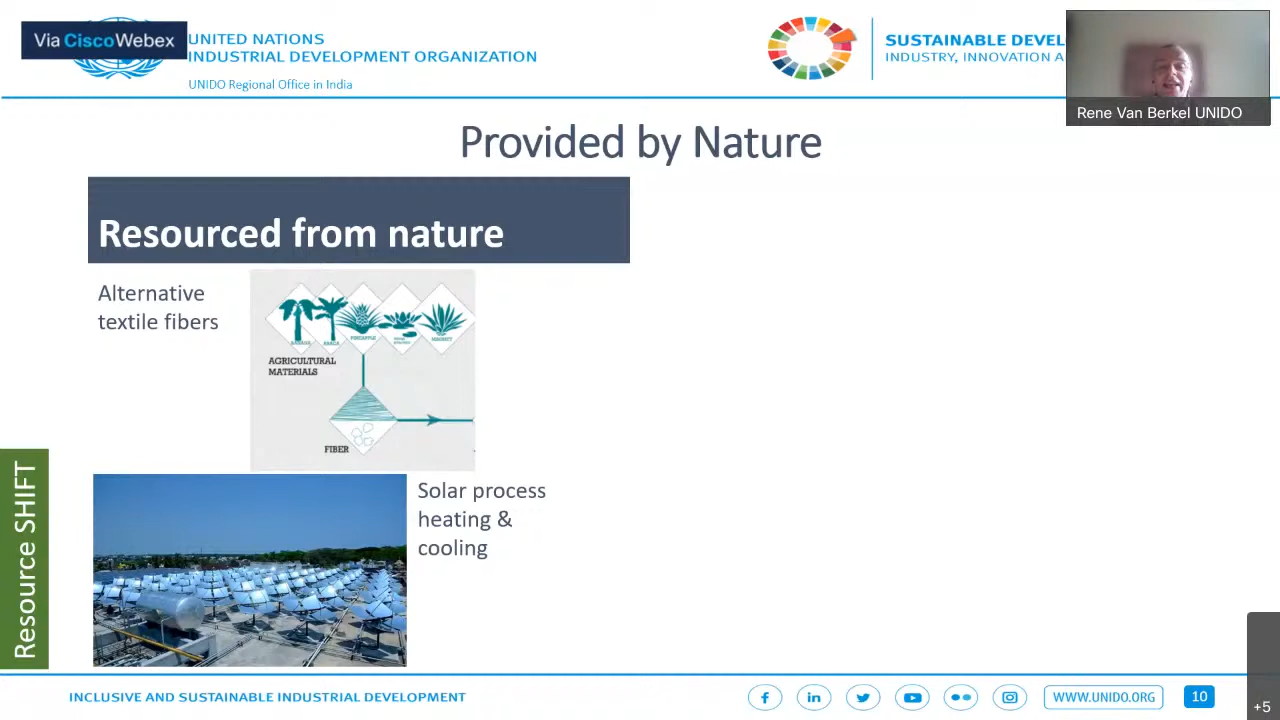 Via CiscoWebex
UNITED NATIONS
INDUSTRIAL DEVELOPMENT ORGANIZATION
UNIDO Regional Office in India
SUSTAINABLE DEVEL
INDUSTRY, INNOVATION A
Rene Van Berkel UNIDO
Provided by Nature
Resourced from nature
Alternative
textile fibers
PINEAPPLE
AGRICULTURAL
MATERIALS
FIBER
Resource SHIFT
Solar process
heating &
cooling
INCLUSIVE AND SUSTAINABLE INDUSTRIAL DEVELOPMENT
WWW.UNIDO.ORG
10
+5